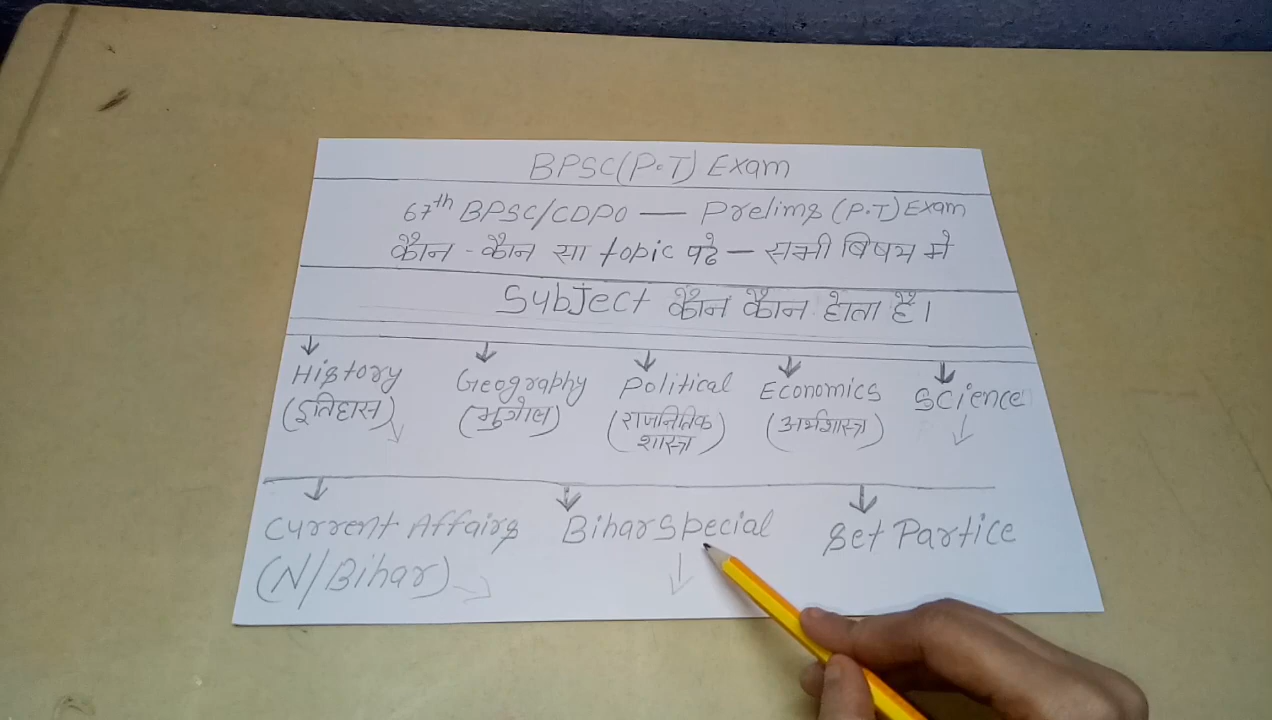 BPSC(P.T) Exam
67th BPSC/CDPO — Prelims (P.T) Exam
कौन - कौन सा topic पढे — सभी बिषय मे
Subject कौन कौन होता हैं।
History Geography Political Economics Science
(इतिहास) (भुगोल) (राजनितिक शास्त्र) (अर्थशास्त्र)
Current Affairs Bihar Special Set Partice
(N/Bihar)